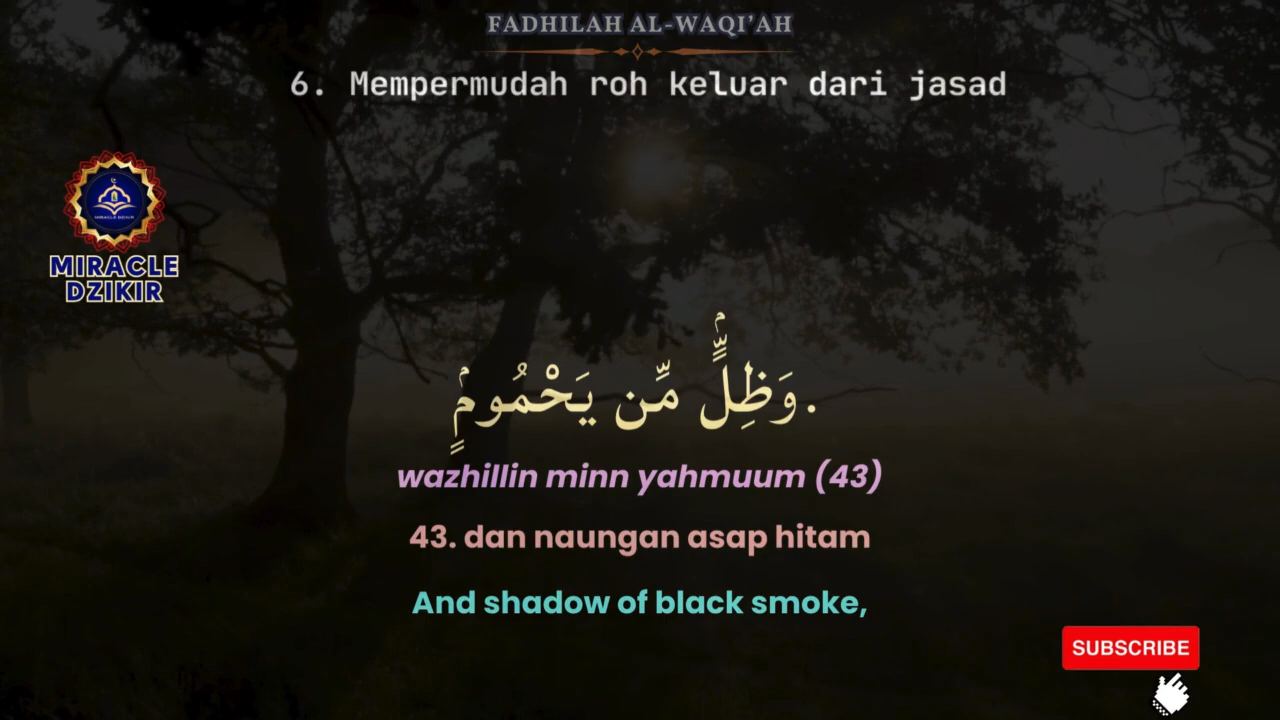 FADHILAH AL-WAQI'AH
6. Mempermudah roh keluar dari jasad
MIRACLE
DZIKIR
.وَظِلٍّۢ مِّن يَحْمُومٍۢ
wazhillin minn yahmuum (43)
43. dan naungan asap hitam
And shadow of black smoke,
SUBSCRIBE